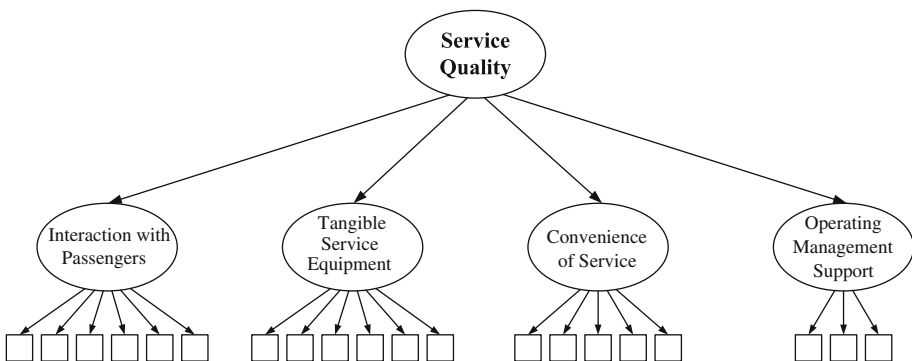 Service
Quality
Interaction with
Passengers
Tangible
Service
Equipment
Convenience
of Service
Operating
Management
Support